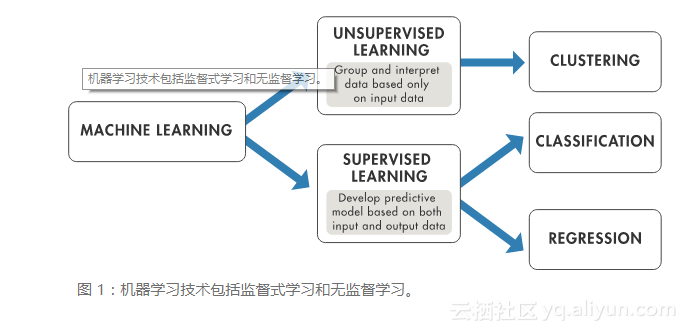 UNSUPERVISED
LEARNING
Group and interpret
data based only
on input data
CLUSTERING
机器学习技术包括监督式学习和无监督学习。
MACHINE LEARNING
CLASSIFICATION
SUPERVISED
LEARNING
Develop predictive
model based on both
input and output data
REGRESSION
图 1：机器学习技术包括监督式学习和无监督学习。
云栖社区 yq.aliyun.com